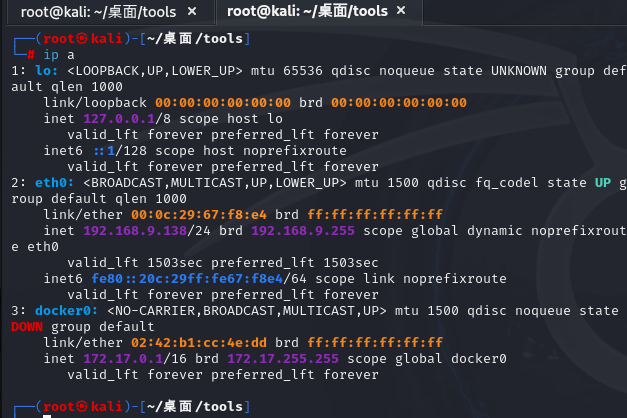 root@kali: ~/桌面/tools × root@kali: ~/桌面/tools ×
┌──(root㉿kali)-[~/桌面/tools]
└─# ip a
1: lo: <LOOPBACK,UP,LOWER_UP> mtu 65536 qdisc noqueue state UNKNOWN group def
ault qlen 1000
    link/loopback 00:00:00:00:00:00 brd 00:00:00:00:00:00
    inet 127.0.0.1/8 scope host lo
       valid_lft forever preferred_lft forever
    inet6 ::1/128 scope host noprefixroute
       valid_lft forever preferred_lft forever
2: eth0: <BROADCAST,MULTICAST,UP,LOWER_UP> mtu 1500 qdisc fq_codel state UP g
roup default qlen 1000
    link/ether 00:0c:29:67:f8:e4 brd ff:ff:ff:ff:ff:ff
    inet 192.168.9.138/24 brd 192.168.9.255 scope global dynamic noprefixrout
e eth0
       valid_lft 1503sec preferred_lft 1503sec
    inet6 fe80::20c:29ff:fe67:f8e4/64 scope link noprefixroute
       valid_lft forever preferred_lft forever
3: docker0: <NO-CARRIER,BROADCAST,MULTICAST,UP> mtu 1500 qdisc noqueue state
DOWN group default
    link/ether 02:42:b1:cc:4e:dd brd ff:ff:ff:ff:ff:ff
    inet 172.17.0.1/16 brd 172.17.255.255 scope global docker0
       valid_lft forever preferred_lft forever
┌──(root㉿kali)-[~/桌面/tools]